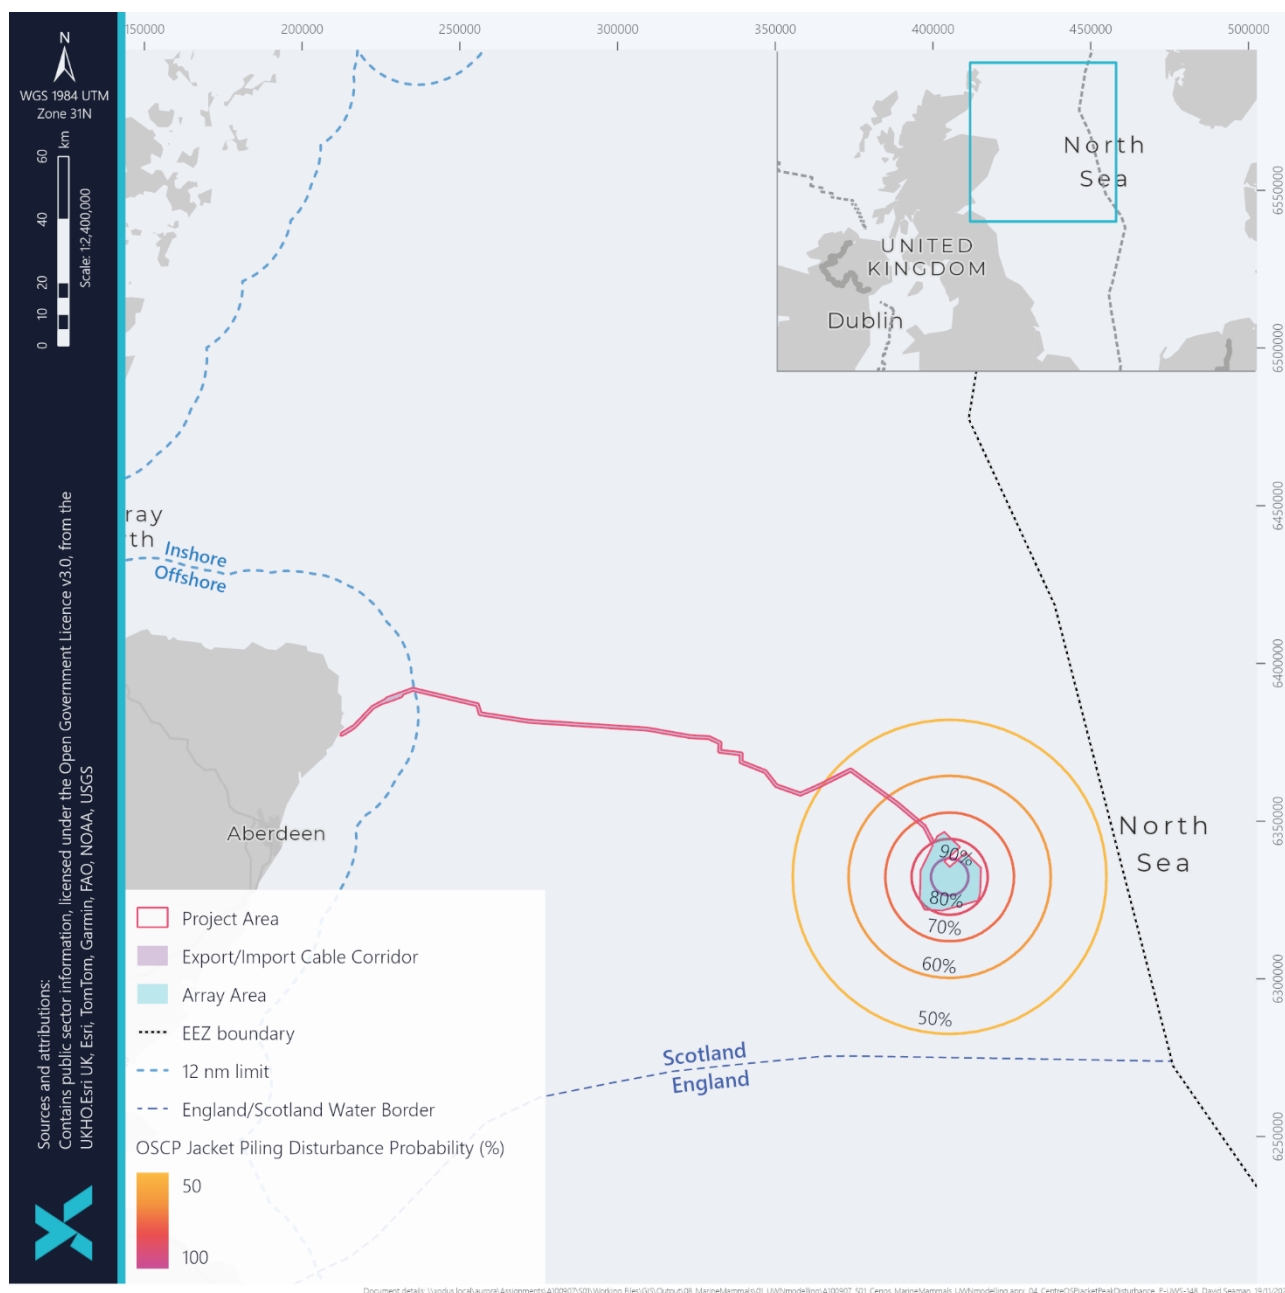 150000
200000
250000
300000
350000
400000
450000
500000
N
WGS 1984 UTM
Zone 31N
km
60
40
20
10
0
Scale: 1:2,400,000
North
Sea
UNITED
KINGDOM
Dublin
6550000
6500000
6450000
6400000
6350000
6300000
6250000
ray
th
Inshore
Offshore
Aberdeen
North
Sea
90%
80%
70%
60%
50%
Scotland
England
Project Area
Export/Import Cable Corridor
Array Area
EEZ boundary
12 nm limit
England/Scotland Water Border
OSCP Jacket Piling Disturbance Probability (%)
50
100
Sources and attributions:
Contains public sector information, licensed under the Open Government Licence v3.0, from the
UKHO.Esri UK, Esri, TomTom, Garmin, FAO, NOAA, USGS
Document details: